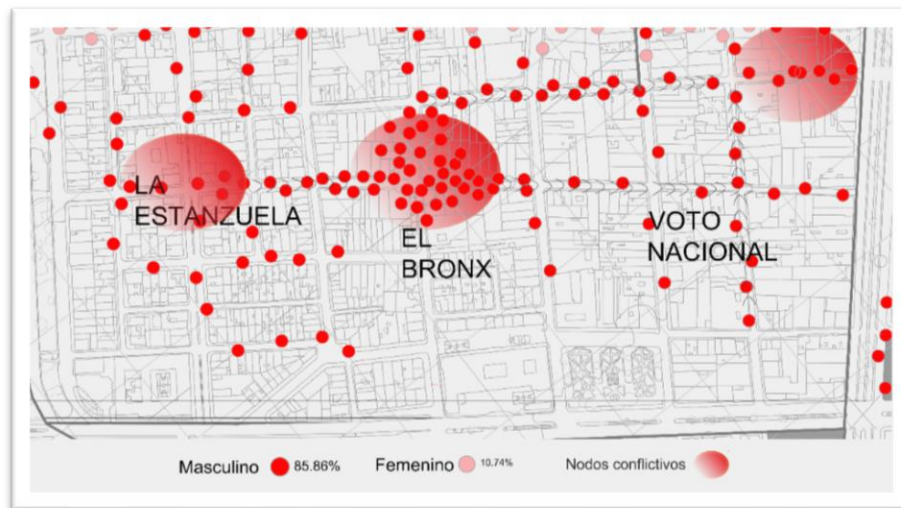 LA
ESTANZUELA
EL
BRONX
VOTO
NACIONAL
Masculino 85.86% Femenino 10.74% Nodos conflictivos